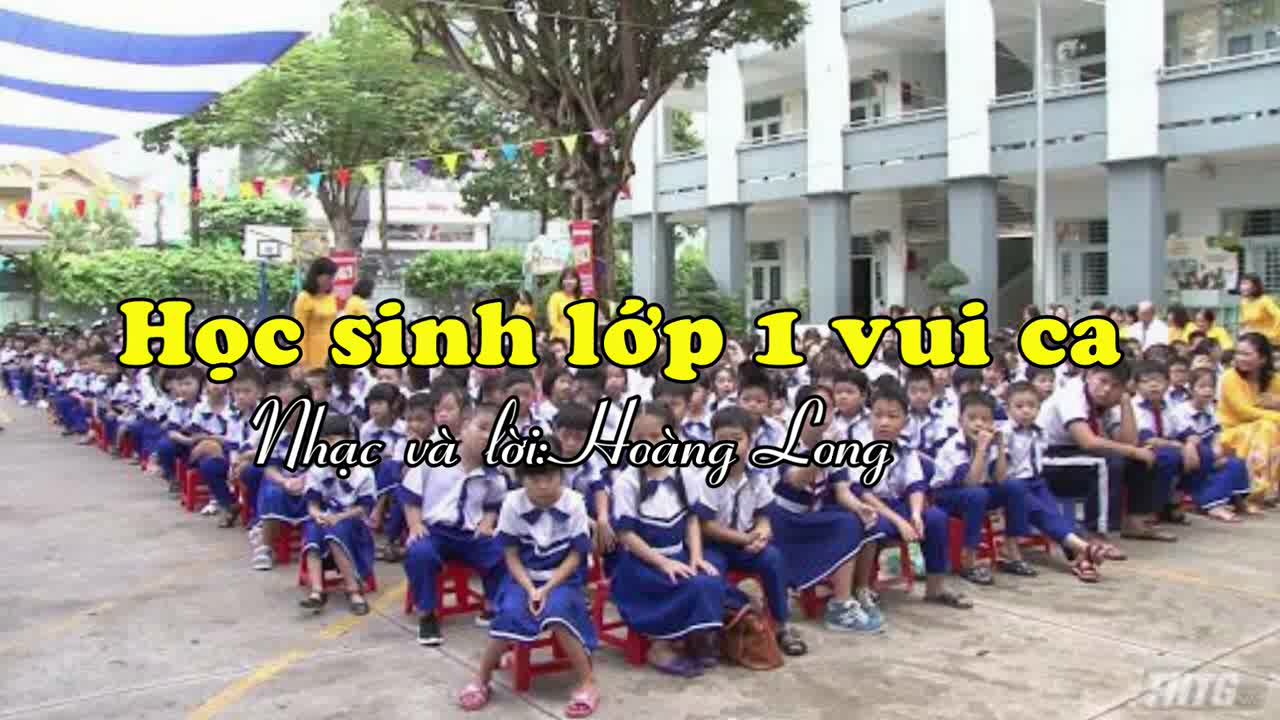 Học sinh lớp 1 vui ca
Nhạc và lời:Hoàng Long
THTG